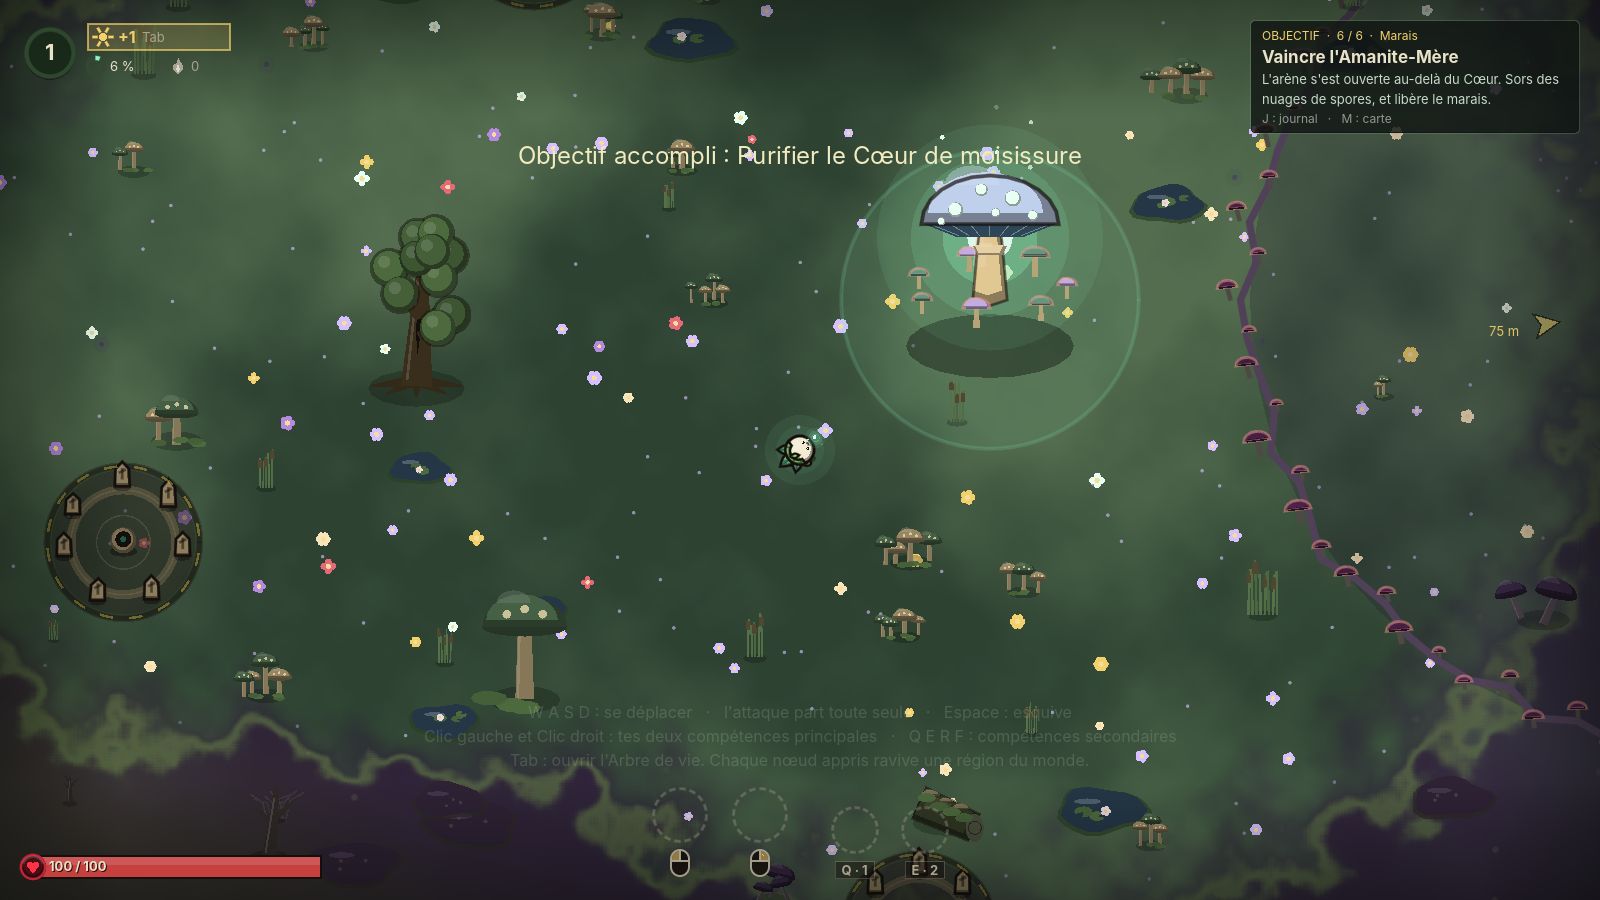 1
+1 Tab
6 %
0
OBJECTIF · 6 / 6 · Marais
Vaincre l'Amanite-Mère
L'arène s'est ouverte au-delà du Cœur. Sors des
nuages de spores, et libère le marais.
J : journal · M : carte
Objectif accompli : Purifier le Cœur de moisissure
75 m
W A S D : se déplacer · l'attaque part toute seule · Espace : esquive
Clic gauche et Clic droit : tes deux compétences principales · Q E R F : compétences secondaires
Tab : ouvrir l'Arbre de vie. Chaque nœud appris ravive une région du monde.
100 / 100
Q · 1
E · 2